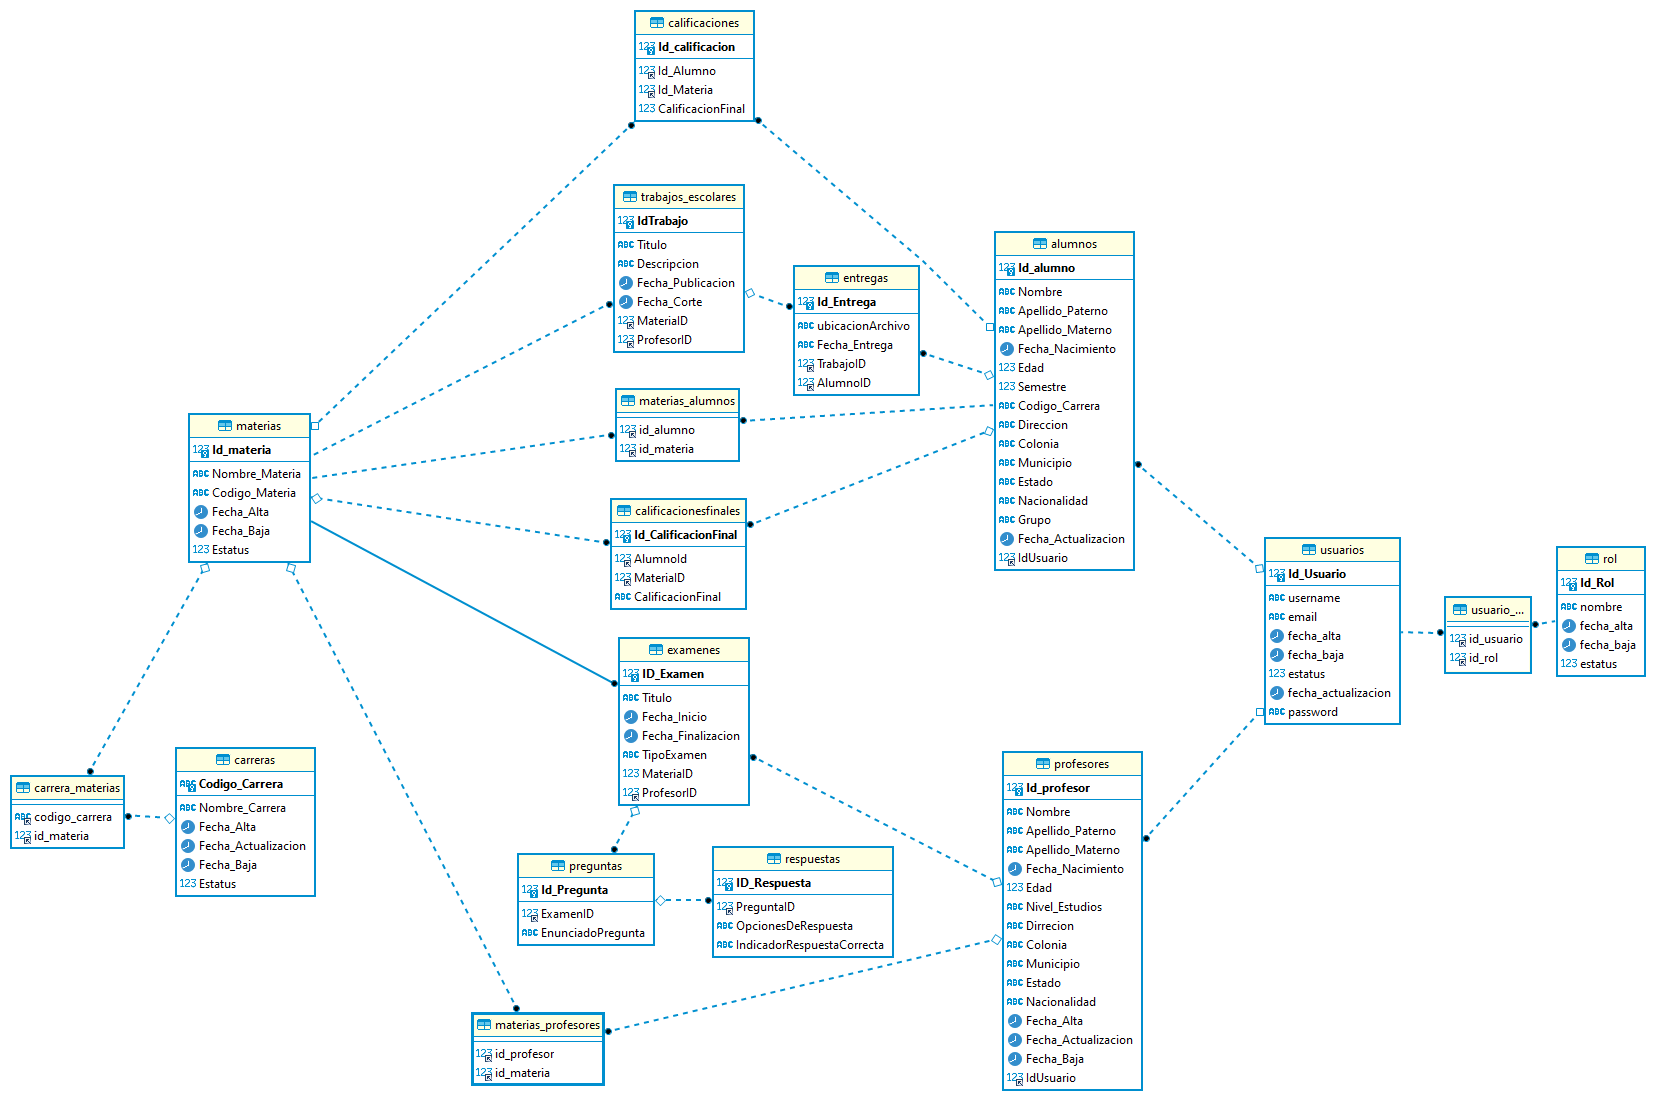 calificaciones
Id_calificacion
Id_Alumno
Id_Materia
CalificacionFinal
trabajos_escolares
IdTrabajo
Titulo
Descripcion
Fecha_Publicacion
Fecha_Corte
MateriaID
ProfesorID
entregas
Id_Entrega
ubicacionArchivo
Fecha_Entrega
TrabajoID
AlumnoID
alumnos
Id_alumno
Nombre
Apellido_Paterno
Apellido_Materno
Fecha_Nacimiento
Edad
Semestre
Codigo_Carrera
Direccion
Colonia
Municipio
Estado
Nacionalidad
Grupo
Fecha_Actualizacion
IdUsuario
materias_alumnos
id_alumno
id_materia
materias
Id_materia
Nombre_Materia
Codigo_Materia
Fecha_Alta
Fecha_Baja
Estatus
calificacionesfinales
Id_CalificacionFinal
AlumnoId
MateriaID
CalificacionFinal
usuarios
Id_Usuario
username
email
fecha_alta
fecha_baja
estatus
fecha_actualizacion
password
usuario_...
id_usuario
id_rol
rol
Id_Rol
nombre
fecha_alta
fecha_baja
estatus
examenes
ID_Examen
Titulo
Fecha_Inicio
Fecha_Finalizacion
TipoExamen
MateriaID
ProfesorID
carrera_materias
codigo_carrera
id_materia
carreras
Codigo_Carrera
Nombre_Carrera
Fecha_Alta
Fecha_Actualizacion
Fecha_Baja
Estatus
preguntas
Id_Pregunta
ExamenID
EnunciadoPregunta
respuestas
ID_Respuesta
PreguntaID
OpcionesDeRespuesta
IndicadorRespuestaCorrecta
profesores
Id_profesor
Nombre
Apellido_Paterno
Apellido_Materno
Fecha_Nacimiento
Edad
Nivel_Estudios
Dirrecion
Colonia
Municipio
Estado
Nacionalidad
Fecha_Alta
Fecha_Actualizacion
Fecha_Baja
IdUsuario
materias_profesores
id_profesor
id_materia